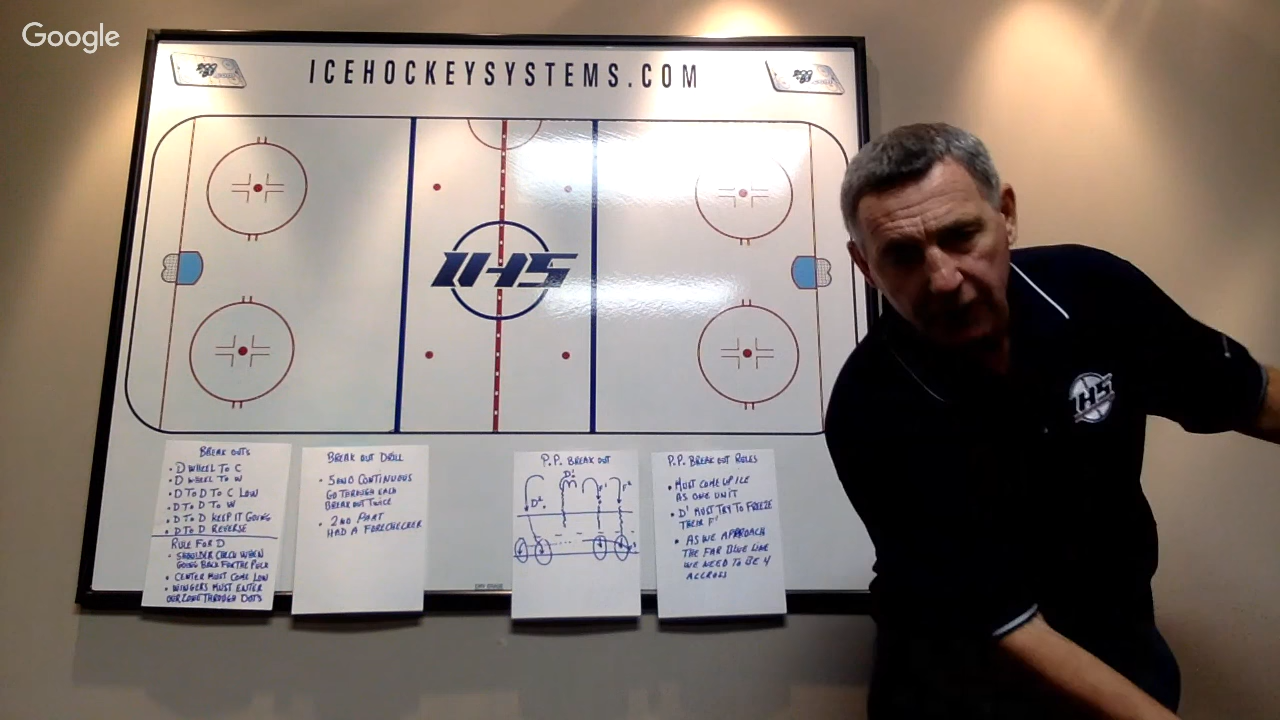 Google
ICEHOCKEYSYSTEMS.COM
IHS
IHS
BREAK OUTS
• D WHEEL TO C
• D WHEEL TO W
• D TO D TO C LOW
• D TO D TO W
• D TO D KEEP IT GOING
• D TO D REVERSE
RULE FOR D
• SHOULDER CHECK WHEN
GOING BACK FOR THE PUCK
• CENTER MUST COME LOW
• WINGERS MUST ENTER
OUR ZONE THROUGH DOTS
BREAK OUT DRILL
• 5 ON 0 CONTINUOUS
GO THROUGH EACH
BREAK OUT TWICE
• 2ND PART
HAD A FORECHECKER
P.P. BREAK OUT
D'
D²
F'
F²
P.P. BREAK OUT RULES
• MUST COME UP ICE
AS ONE UNIT
• D' MUST TRY TO FREEZE
THEIR F'
• AS WE APPROACH
THE FAR BLUE LINE
WE NEED TO BE 4
ACCROSS